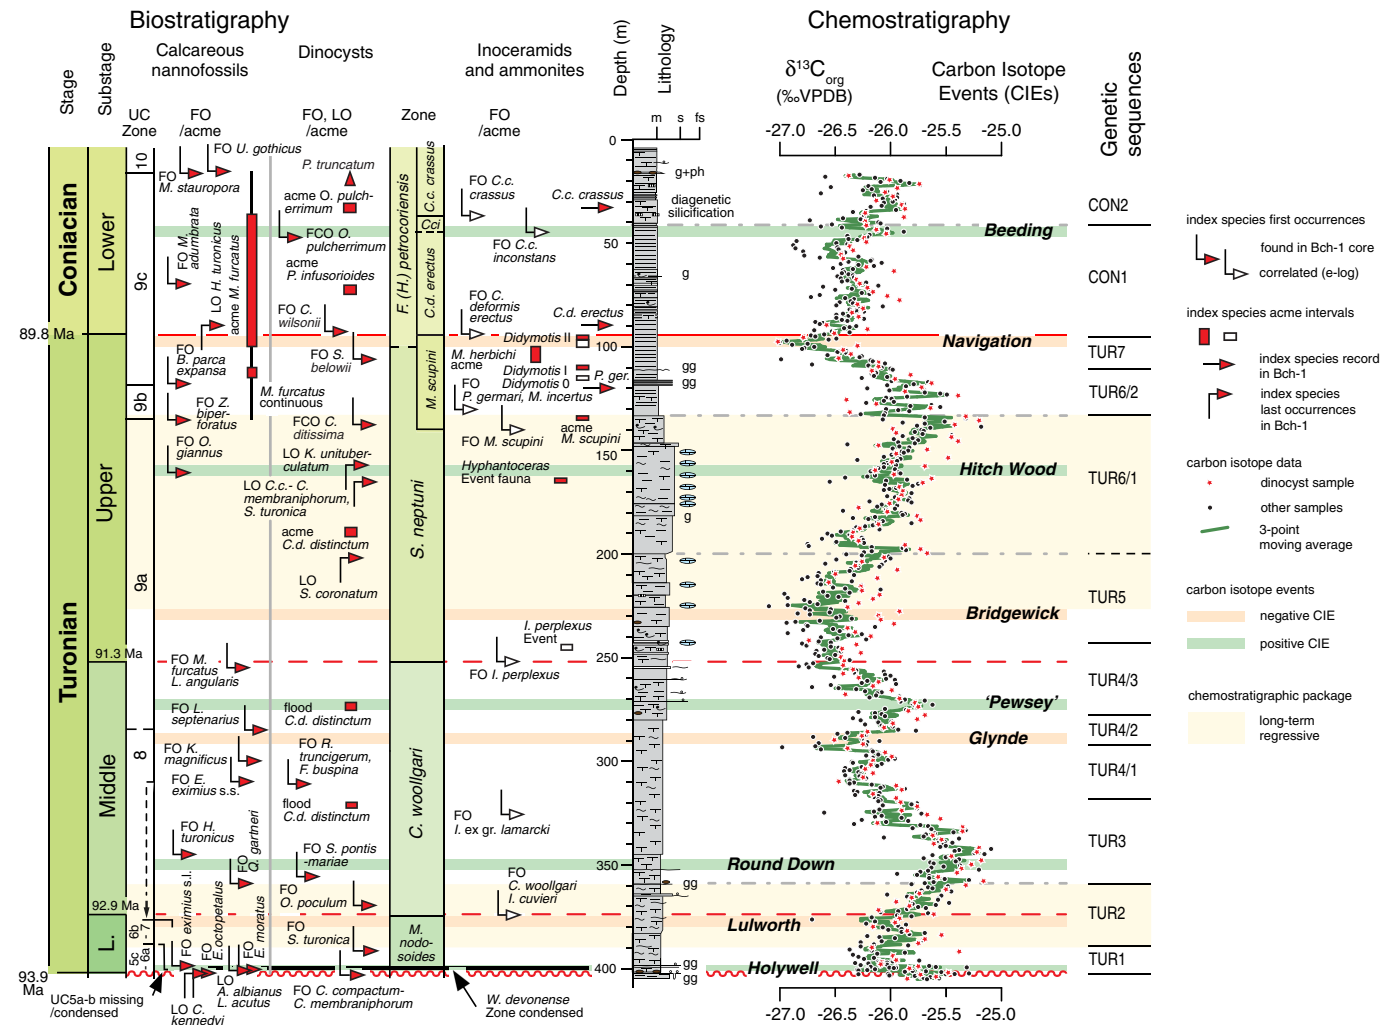 Biostratigraphy
Chemostratigraphy
Stage
Substage
Calcareous
nannofossils
Dinocysts
Inoceramids
and ammonites
Depth (m)
Lithology
δ13Corg
(‰VPDB)
Carbon Isotope
Events (CIEs)
Genetic
sequences
UC
Zone
FO
/acme
FO, LO
/acme
Zone
FO
/acme
m s fs
-27.0 -26.5 -26.0 -25.5 -25.0
Coniacian
Turonian
Lower
Upper
Middle
L.
89.8 Ma
91.3 Ma
92.9 Ma
93.9
Ma
10
9c
9b
9a
8
7
6b
6a
5c
FO U. gothicus
FO
M. stauropora
FO M.
adumbrata
LO H. turonicus
acme M. furcatus
FO
B. parca
expansa
FO Z.
biper-
foratus
M. furcatus
continuous
FO O.
giannus
FO M.
furcatus
L. angularis
FO L.
septenarius
FO K.
magnificus
FO E.
eximius s.s.
FO H.
turonicus
FO
Q. gartneri
FO eximius s.l.
FO
E.octopetalus
FO
E. moratus
LO
A. albianus
L. acutus
LO C.
kennedyi
UC5a-b missing
/condensed
P. truncatum
acme O. pulch-
errimum
FCO O.
pulcherrimum
acme
P. infusorioides
FO C.
wilsonii
FO S.
belowii
FCO C.
ditissima
LO K. unituber-
culatum
LO C.c.- C.
membraniphorum,
S. turonica
acme
C.d. distinctum
LO
S. coronatum
flood
C.d. distinctum
FO R.
truncigerum,
F. buspina
flood
C.d. distinctum
FO S. pontis
-mariae
FO
O. poculum
FO
S. turonica
FO C. compactum-
C. membraniphorum
F. (H.) petrocoriensis
C.c. crassus
Cci
C.d. erectus
M. scupini
S. neptuni
C. woollgari
M.
nodo-
soides
FO C.c.
crassus
C.c. crassus
FO C.c.
inconstans
FO C.
deformis
erectus
C.d. erectus
Didymotis II
M. herbichi
acme
Didymotis I
Didymotis 0
P. ger.
FO
P. germari, M. incertus
FO M. scupini
acme
M. scupini
Hyphantoceras
Event fauna
I. perplexus
Event
FO I. perplexus
FO
I. ex gr. lamarcki
FO
C. woollgari
I. cuvieri
W. devonense
Zone condensed
0
50
100
150
200
250
300
350
400
g+ph
diagenetic
silicification
g
gg
gg
g
gg
gg
gg
Beeding
Navigation
Hitch Wood
Bridgewick
‘Pewsey’
Glynde
Round Down
Lulworth
Holywell
CON2
CON1
TUR7
TUR6/2
TUR6/1
TUR5
TUR4/3
TUR4/2
TUR4/1
TUR3
TUR2
TUR1
-27.0 -26.5 -26.0 -25.5 -25.0
index species first occurrences
found in Bch-1 core
correlated (e-log)
index species acme intervals
index species record
in Bch-1
index species
last occurrences
in Bch-1
carbon isotope data
dinocyst sample
other samples
3-point
moving average
carbon isotope events
negative CIE
positive CIE
chemostratigraphic package
long-term
regressive